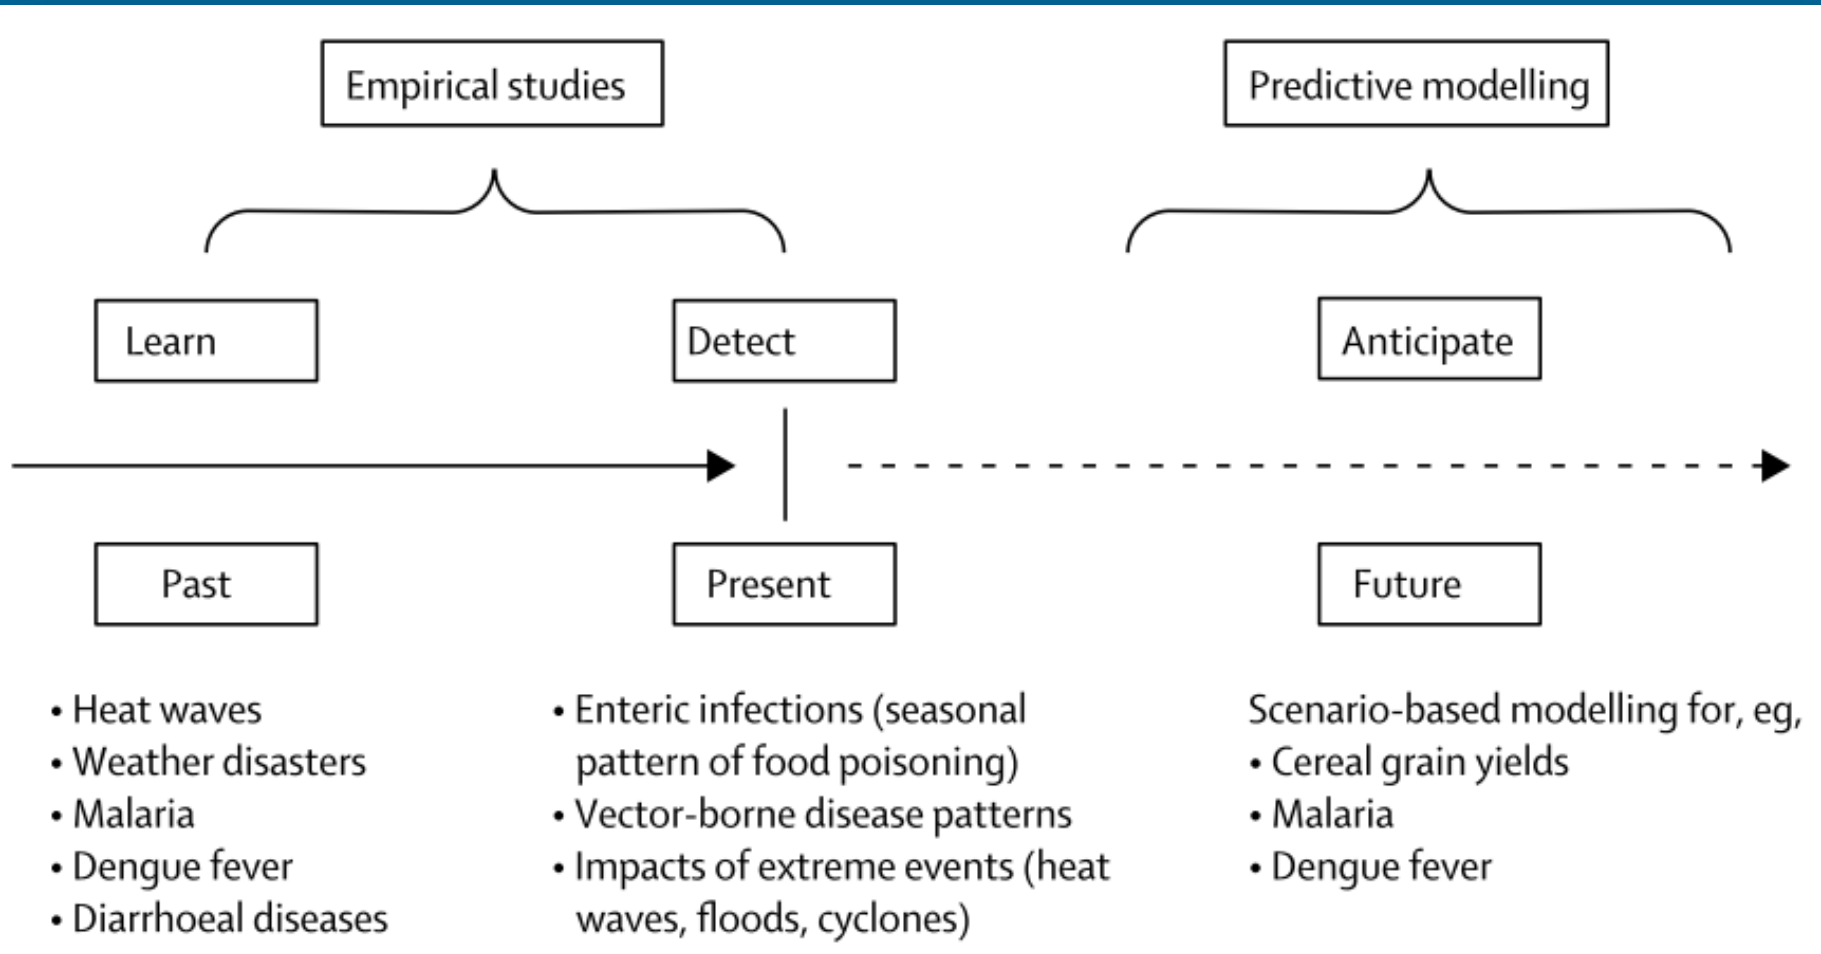 Empirical studies
Predictive modelling
Learn
Detect
Anticipate
Past
Present
Future
• Heat waves
• Weather disasters
• Malaria
• Dengue fever
• Diarrhoeal diseases
• Enteric infections (seasonal
pattern of food poisoning)
• Vector-borne disease patterns
• Impacts of extreme events (heat
waves, floods, cyclones)
Scenario-based modelling for, eg,
• Cereal grain yields
• Malaria
• Dengue fever